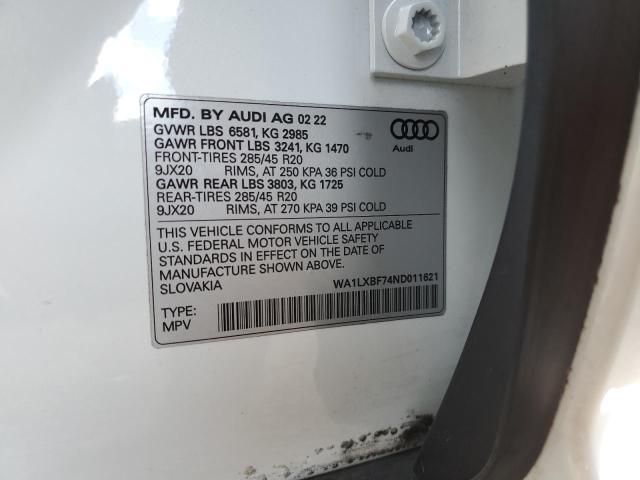 MFD. BY AUDI AG 02 22
GVWR LBS 6581, KG 2985
GAWR FRONT LBS 3241, KG 1470
FRONT-TIRES 285/45 R20
9JX20 RIMS, AT 250 KPA 36 PSI COLD
GAWR REAR LBS 3803, KG 1725
REAR-TIRES 285/45 R20
9JX20 RIMS, AT 270 KPA 39 PSI COLD
Audi
THIS VEHICLE CONFORMS TO ALL APPLICABLE
U.S. FEDERAL MOTOR VEHICLE SAFETY
STANDARDS IN EFFECT ON THE DATE OF
MANUFACTURE SHOWN ABOVE.
SLOVAKIA WA1LXBF74ND011621
TYPE:
MPV